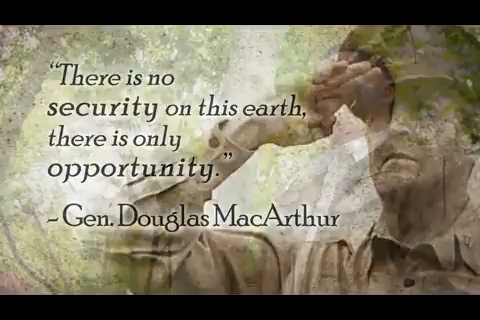 “There is no
security on this earth,
there is only
opportunity.”
~ Gen. Douglas MacArthur